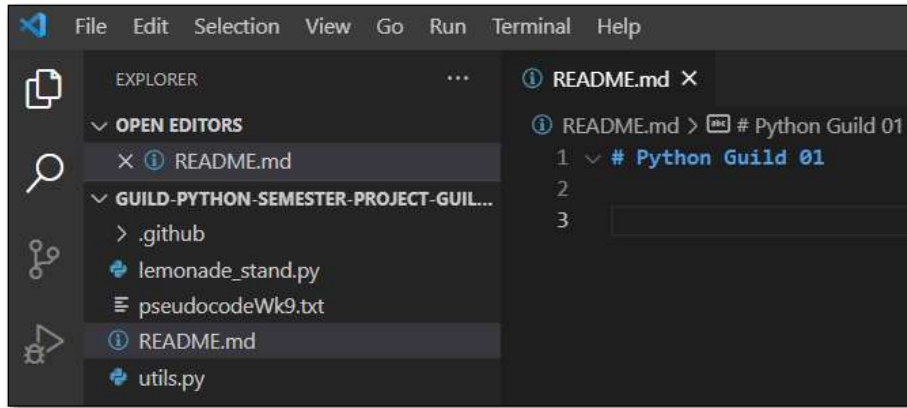 File Edit Selection View Go Run Terminal Help
EXPLORER ...
OPEN EDITORS
README.md
GUILD-PYTHON-SEMESTER-PROJECT-GUIL...
.github
lemonade_stand.py
pseudocodeWk9.txt
README.md
utils.py
README.md
README.md > abc # Python Guild 01
1 # Python Guild 01
2
3